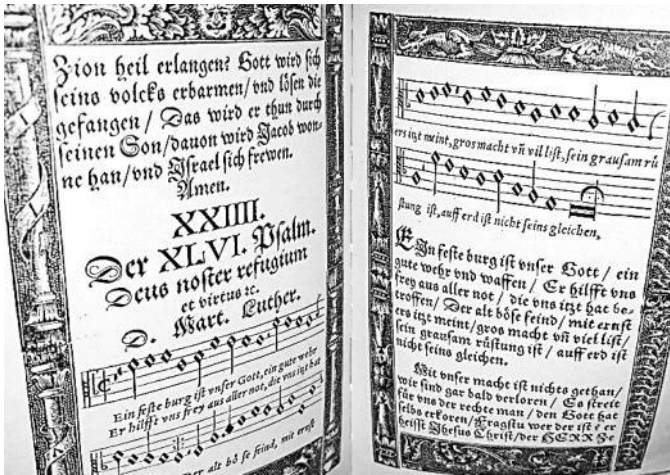 Zion heil erlangen? Gott wird sich
seins volcks erbarmen/vnd lösen die
gefangen / Das wird er thun durch
seinen Son/dauon wird Jacob won-
ne han/vnd Israel sich frewen.
Amen.
XXIIII.
Der XLVI. Psalm.
Deus noster refugium
et virtus ꝛc.
D. Mart. Luther.
Ein feste burg ist vnser Gott, ein gute wehr
Er hilfft vns frey aus aller not, die vns itzt hat
Der alt bö se feind, mit ernst
ers itzt meint, gros macht vñ vil list, sein grausam rü
stung ist, auff erd ist nicht seins gleichen,
EIn feste burg ist vnser Gott / ein
gute wehr vnd waffen / Er hilfft vns
frey aus aller not / die vns itzt hat be-
troffen / Der alt böse feind / mit ernst
ers itzt meint / gros macht vñ viel list /
sein grausam rüstung ist / auff erd ist
nicht seins gleichen.
Mit vnser macht ist nichts gethan /
wir sind gar bald verloren / Es streit
für vns der rechte man / den Gott hat
selbs erkoren / Fragstu wer der ist? er
heisst Jhesus Christ / der HERR Ze